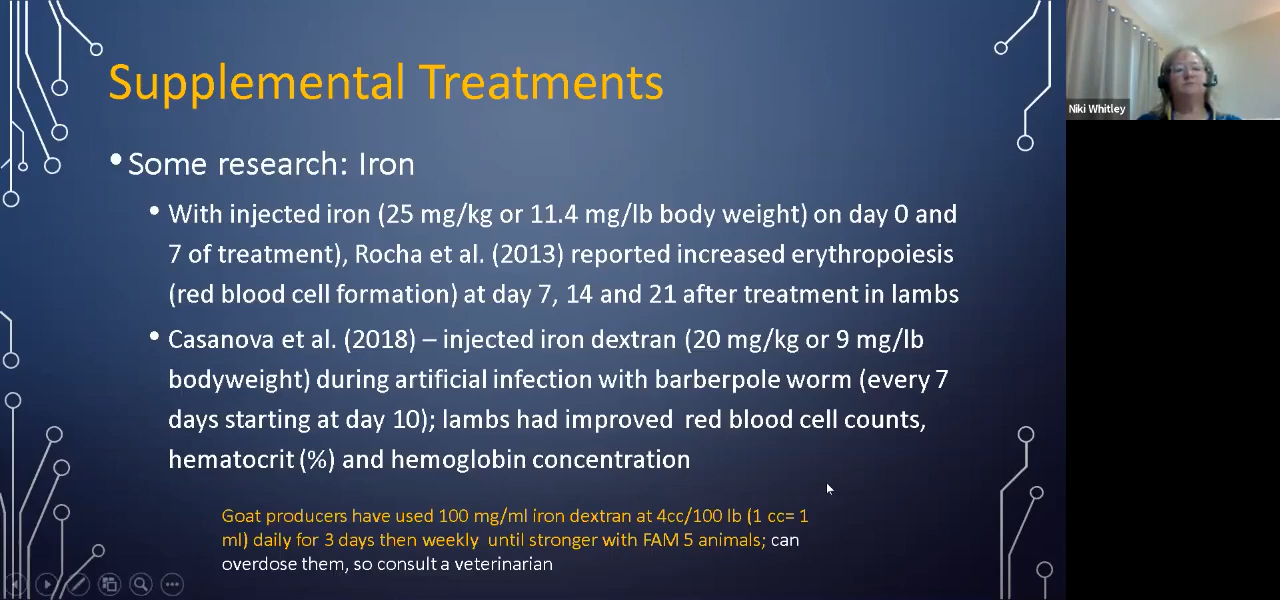 Supplemental Treatments
Niki Whitley
•Some research: Iron
• With injected iron (25 mg/kg or 11.4 mg/lb body weight) on day 0 and
7 of treatment), Rocha et al. (2013) reported increased erythropoiesis
(red blood cell formation) at day 7, 14 and 21 after treatment in lambs
• Casanova et al. (2018) – injected iron dextran (20 mg/kg or 9 mg/lb
bodyweight) during artificial infection with barberpole worm (every 7
days starting at day 10); lambs had improved  red blood cell counts,
hematocrit (%) and hemoglobin concentration
Goat producers have used 100 mg/ml iron dextran at 4cc/100 lb (1 cc= 1
ml) daily for 3 days then weekly  until stronger with FAM 5 animals; can
overdose them, so consult a veterinarian